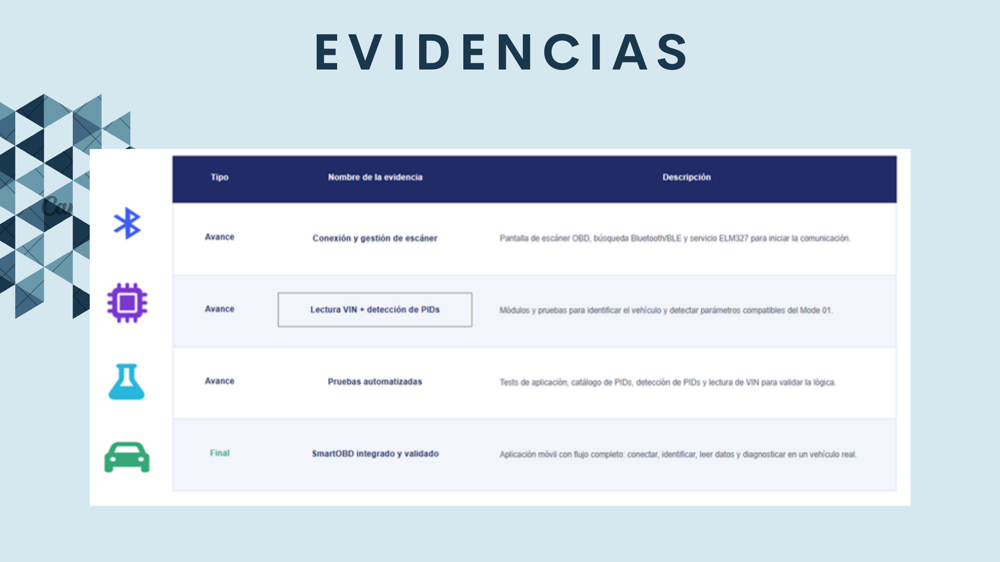 EVIDENCIAS
Tipo Nombre de la evidencia Descripción
Avance Conexión y gestión de escáner Pantalla de escáner OBD, búsqueda Bluetooth/BLE y servicio ELM327 para iniciar la comunicación.
Avance Lectura VIN + detección de PIDs Módulos y pruebas para identificar el vehículo y detectar parámetros compatibles del Mode 01.
Avance Pruebas automatizadas Tests de aplicación, catálogo de PIDs, detección de PIDs y lectura de VIN para validar la lógica.
Final SmartOBD integrado y validado Aplicación móvil con flujo completo: conectar, identificar, leer datos y diagnosticar en un vehículo real.